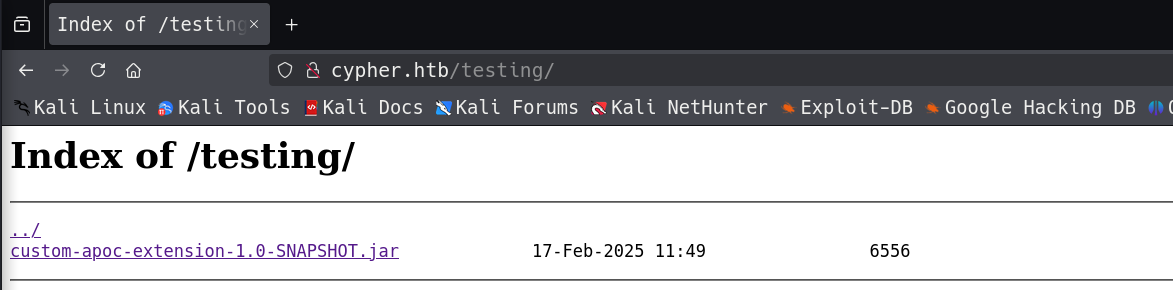 Index of /testing
cypher.htb/testing/
Kali Linux Kali Tools Kali Docs Kali Forums Kali NetHunter Exploit-DB Google Hacking DB
Index of /testing/
../
custom-apoc-extension-1.0-SNAPSHOT.jar 17-Feb-2025 11:49 6556